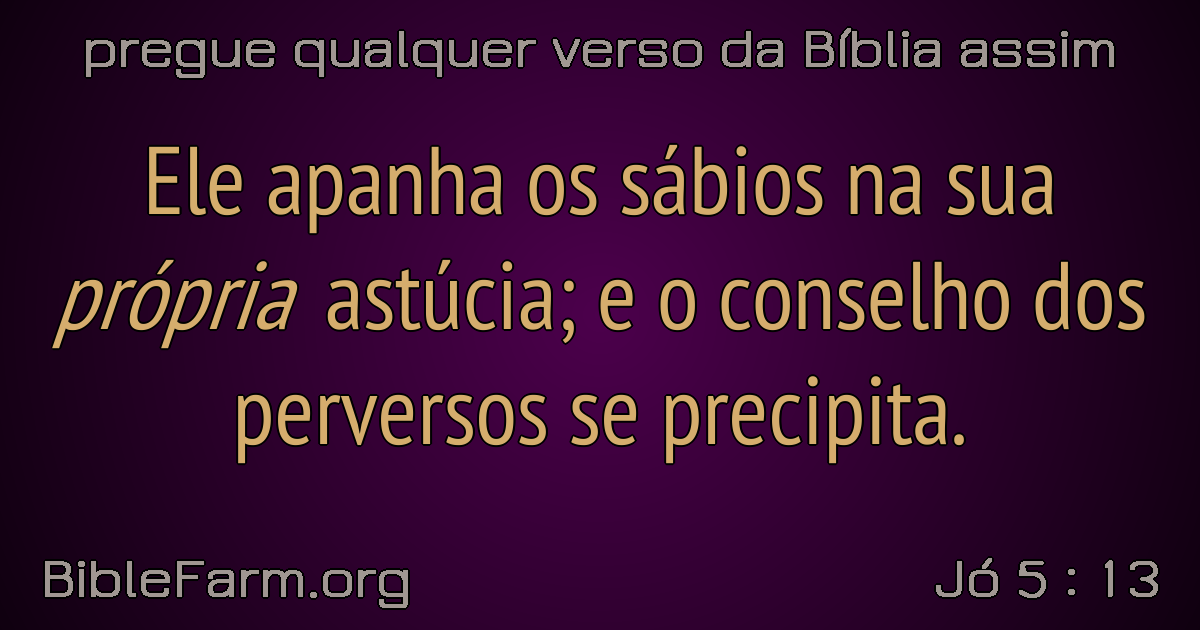 pregue qualquer verso da Bíblia assim
Ele apanha os sábios na sua
própria astúcia; e o conselho dos
perversos se precipita.
BibleFarm.org
Jó 5 : 13